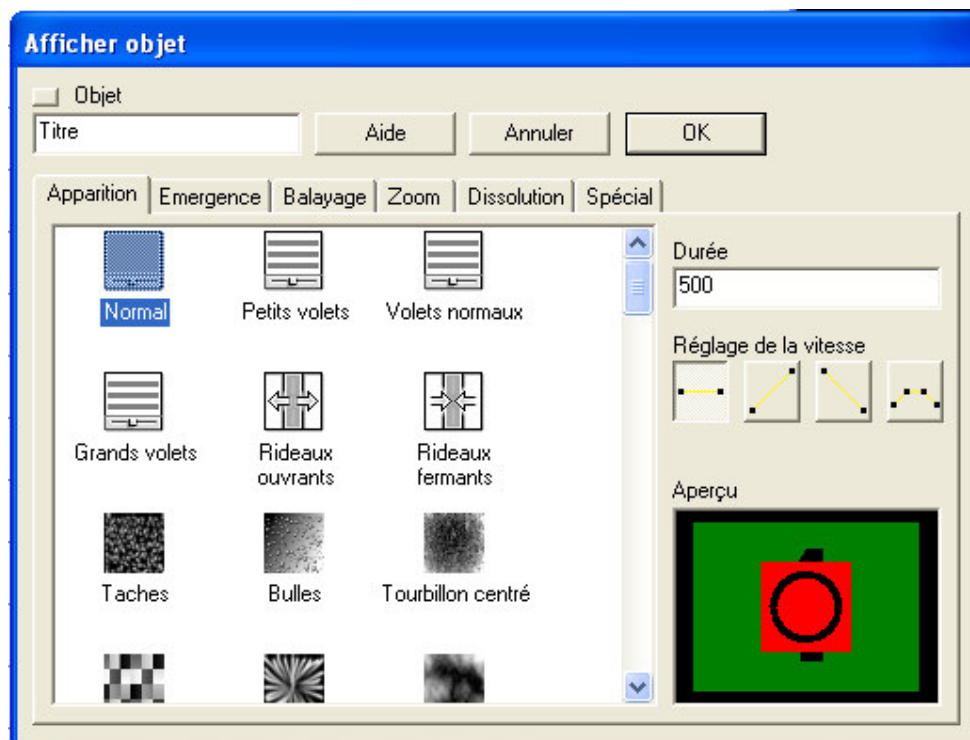 Afficher objet
Objet
Titre
Aide
Annuler
OK
Apparition
Emergence
Balayage
Zoom
Dissolution
Spécial
Normal
Petits volets
Volets normaux
Grands volets
Rideaux
ouvrants
Rideaux
fermants
Taches
Bulles
Tourbillon centré
Durée
500
Réglage de la vitesse
Aperçu